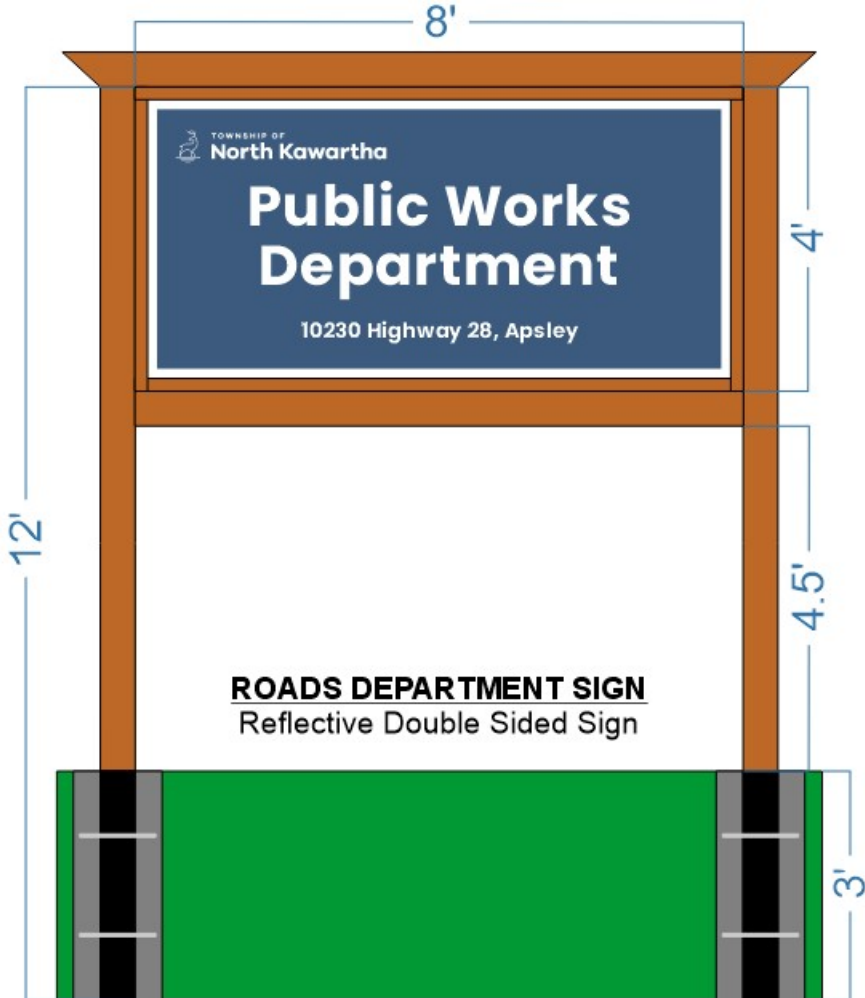 8'
TOWNSHIP OF
North Kawartha
Public Works
Department
10230 Highway 28, Apsley
4'
12'
4.5'
ROADS DEPARTMENT SIGN
Reflective Double Sided Sign
3'